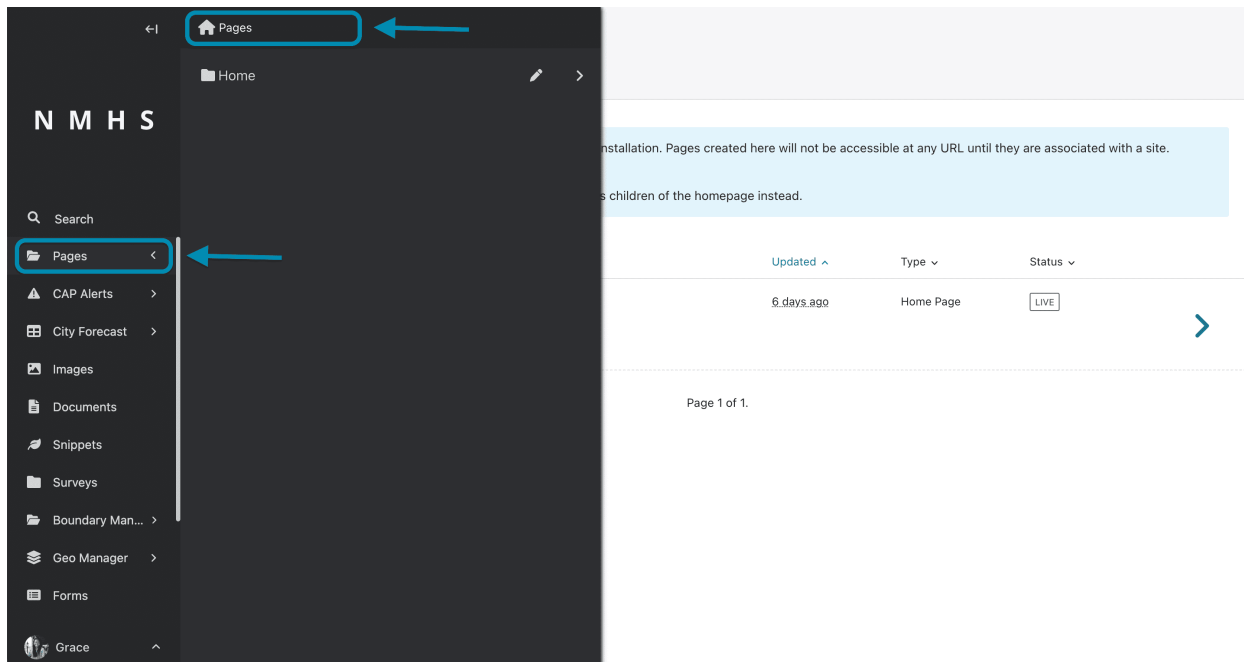 Pages
Home
N M H S
Search
Pages
CAP Alerts
City Forecast
Images
Documents
Snippets
Surveys
Boundary Man...
Geo Manager
Forms
Grace
nstallation. Pages created here will not be accessible at any URL until they are associated with a site.
s children of the homepage instead.
Updated Type Status
6 days ago Home Page LIVE
Page 1 of 1.